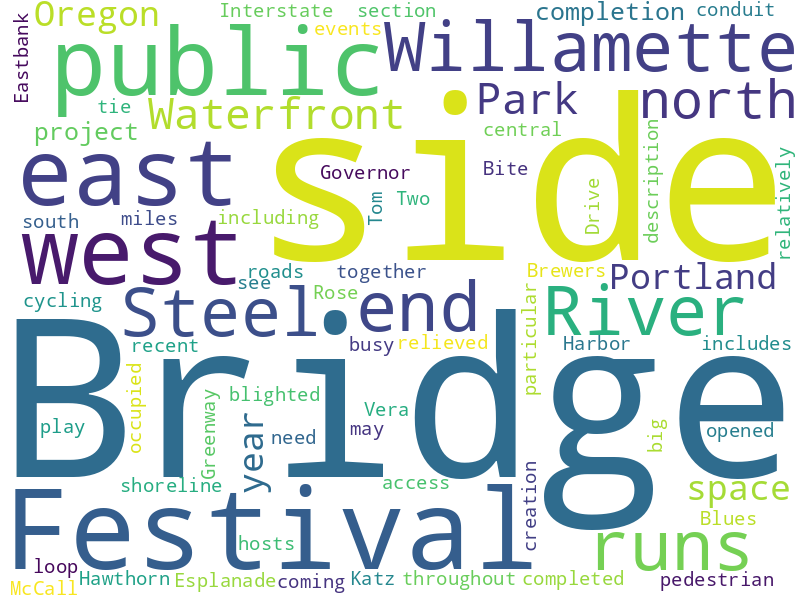 Oregon Interstate section completion conduit
Eastbank public events Willamette
tie Waterfront Park north
project central
east side Governor Bite description relatively
Tom Two Drive
south miles including
west roads together Brewers Portland
see
cycling Steel end Rose particular River
recent busy relieved Harbor includes
Bridge
occupied Greenway blighted Vera
play year need may big opened
shoreline access creation space
Festival hosts Blues
runs
loop
McCall Hawthorn Esplanade coming Katz throughout completed pedestrian